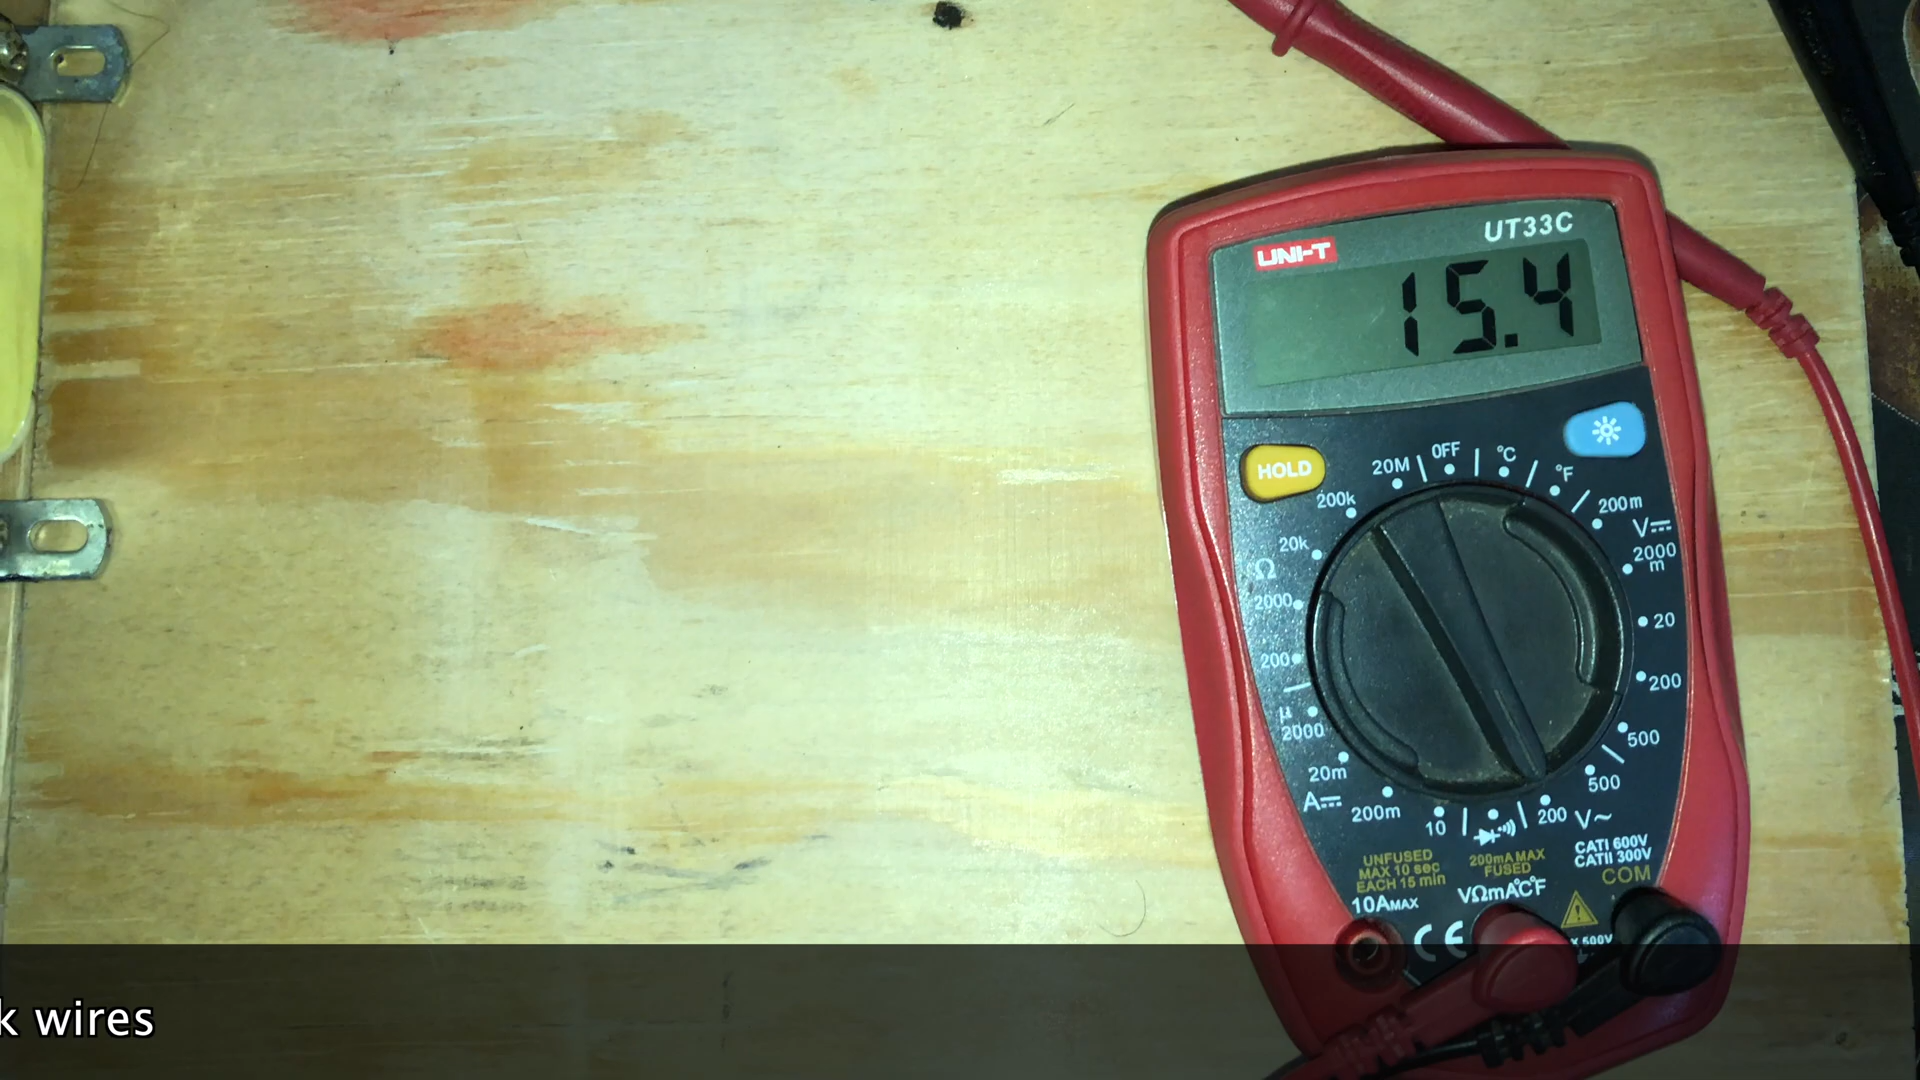 UT33C
UNI-T
15.4
HOLD
OFF
20M
°C
°F
200k
200m
V⎓
20k
2000
m
Ω
2000
20
200
200
µ
2000
500
20m
500
A⎓
200m
10
200
V~
UNFUSED
MAX 10 sec
EACH 15 min
200mA MAX
FUSED
CATI 600V
CATII 300V
COM
10AMAX
VΩmA°C°F
CE
500V
k wires